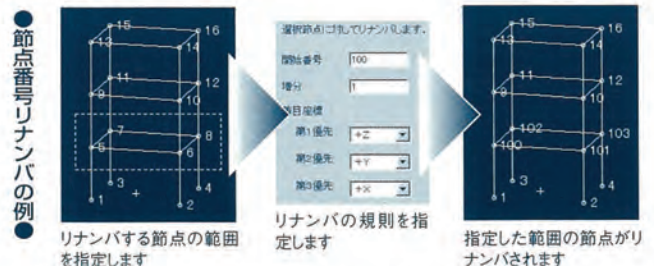 ●節点番号リナンバの例●
15
16
13
14
11
12
9
10
7
8
5
6
3
4
1
2
リナンバする節点の範囲
を指定します
選択節点に対してリナンバします。
開始番号 100
増分 1
着目座標
第1優先 +Z
第2優先 +Y
第3優先 +X
リナンバの規則を指
定します
15
16
13
14
11
12
9
10
102
103
100
101
3
4
1
2
指定した範囲の節点がリ
ナンバされます